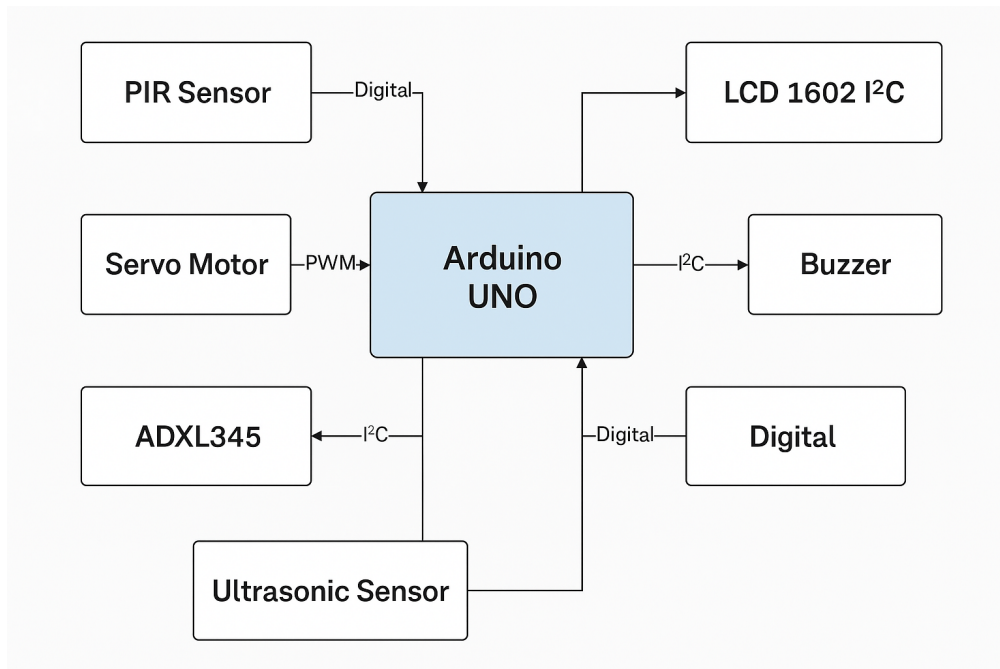 PIR Sensor
Digital
LCD 1602 I²C
Servo Motor
PWM
Arduino
UNO
I²C
Buzzer
ADXL345
I²C
Digital
Digital
Ultrasonic Sensor